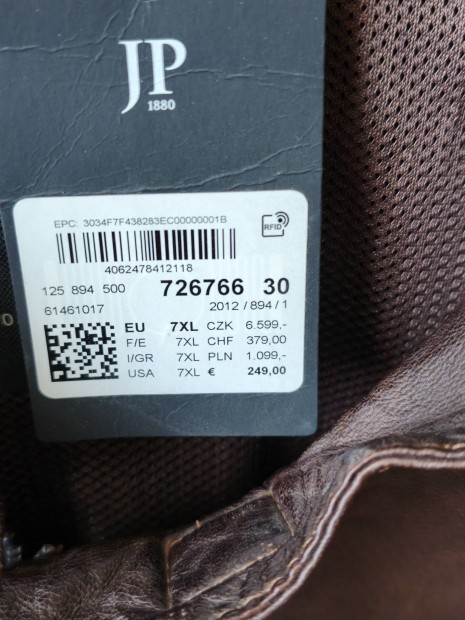 JP
1880
EPC: 3034F7F438283EC00000001B
RFID
4062478412118
125 894 500 726766 30
61461017 2012 / 894 / 1
EU 7XL CZK 6.599,-
F/E 7XL CHF 379,00
I/GR 7XL PLN 1.099,-
USA 7XL € 249,00